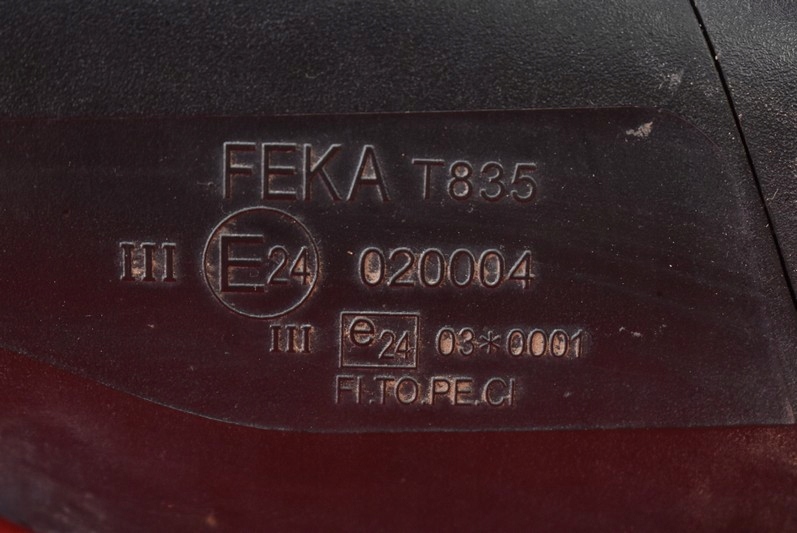 FEKA T835
III E24 020004
III e24 03*0001
FI.TO.PE.CI